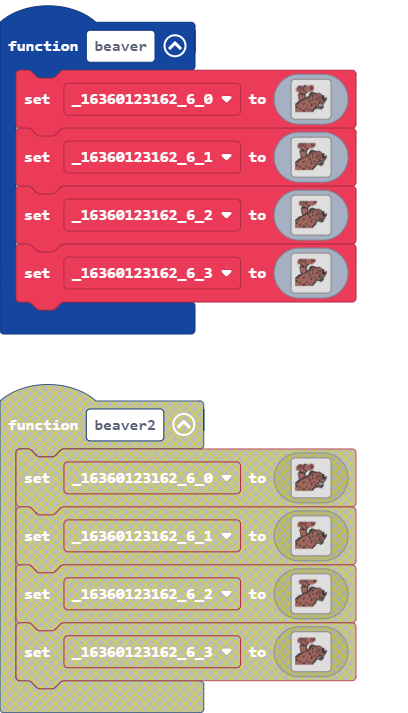 function beaver
set _16360123162_6_0 to
set _16360123162_6_1 to
set _16360123162_6_2 to
set _16360123162_6_3 to
function beaver2
set _16360123162_6_0 to
set _16360123162_6_1 to
set _16360123162_6_2 to
set _16360123162_6_3 to